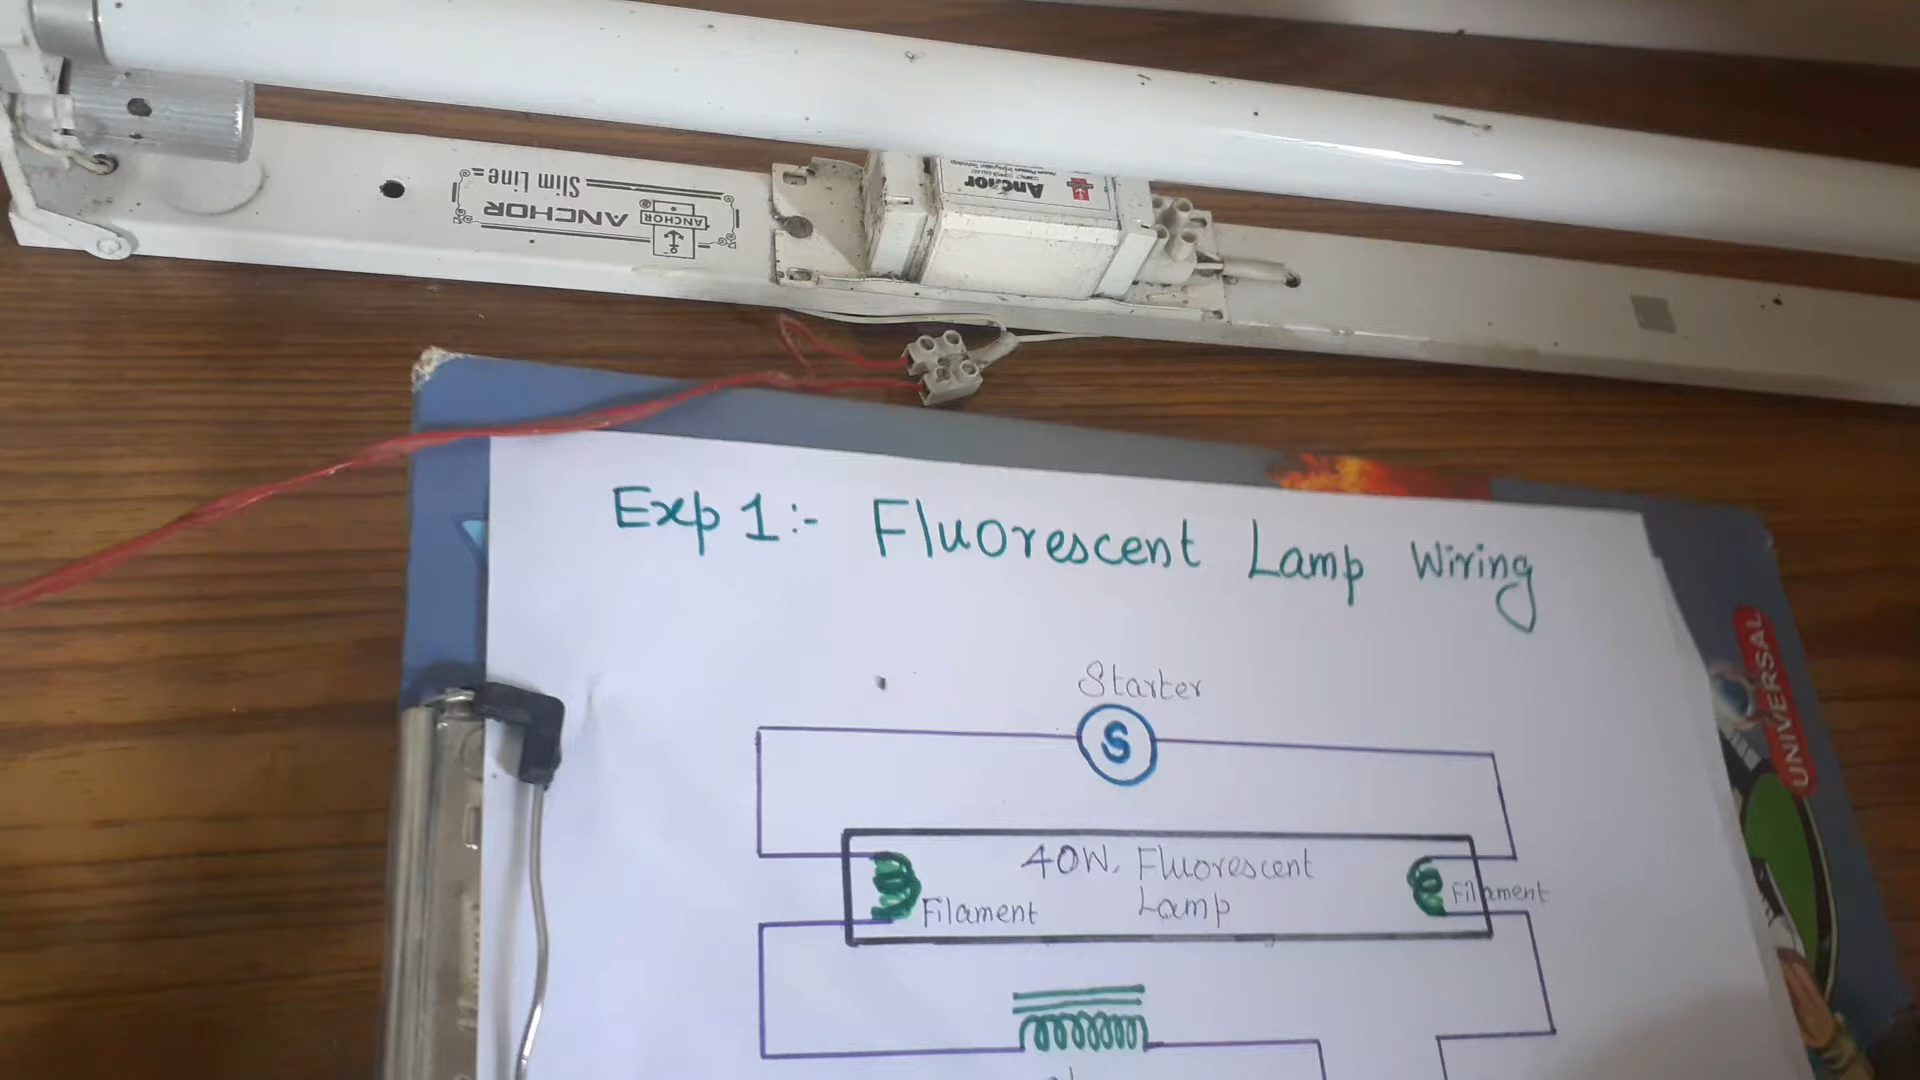 Anchor
Slim Line
ANCHOR
ANCHOR
Exp 1:- Fluorescent Lamp Wiring
Starter
S
40W, Fluorescent
Lamp
Filament
Filament
UNIVERSAL